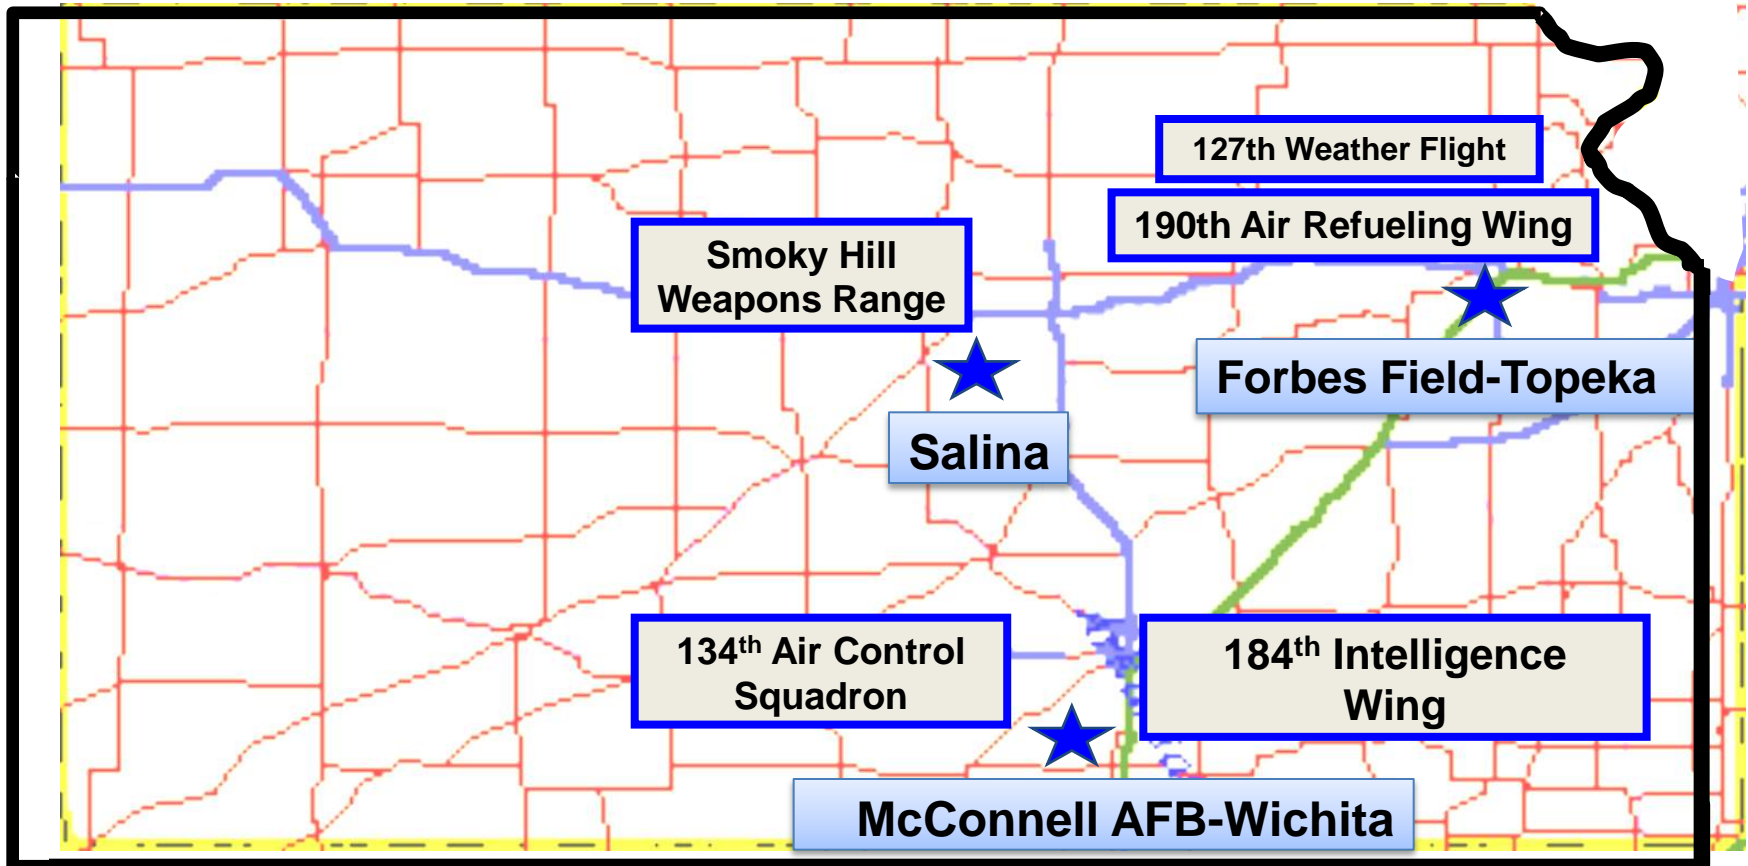 127th Weather Flight
190th Air Refueling Wing
Smoky Hill
Weapons Range
Forbes Field-Topeka
Salina
134th Air Control
Squadron
184th Intelligence
Wing
McConnell AFB-Wichita